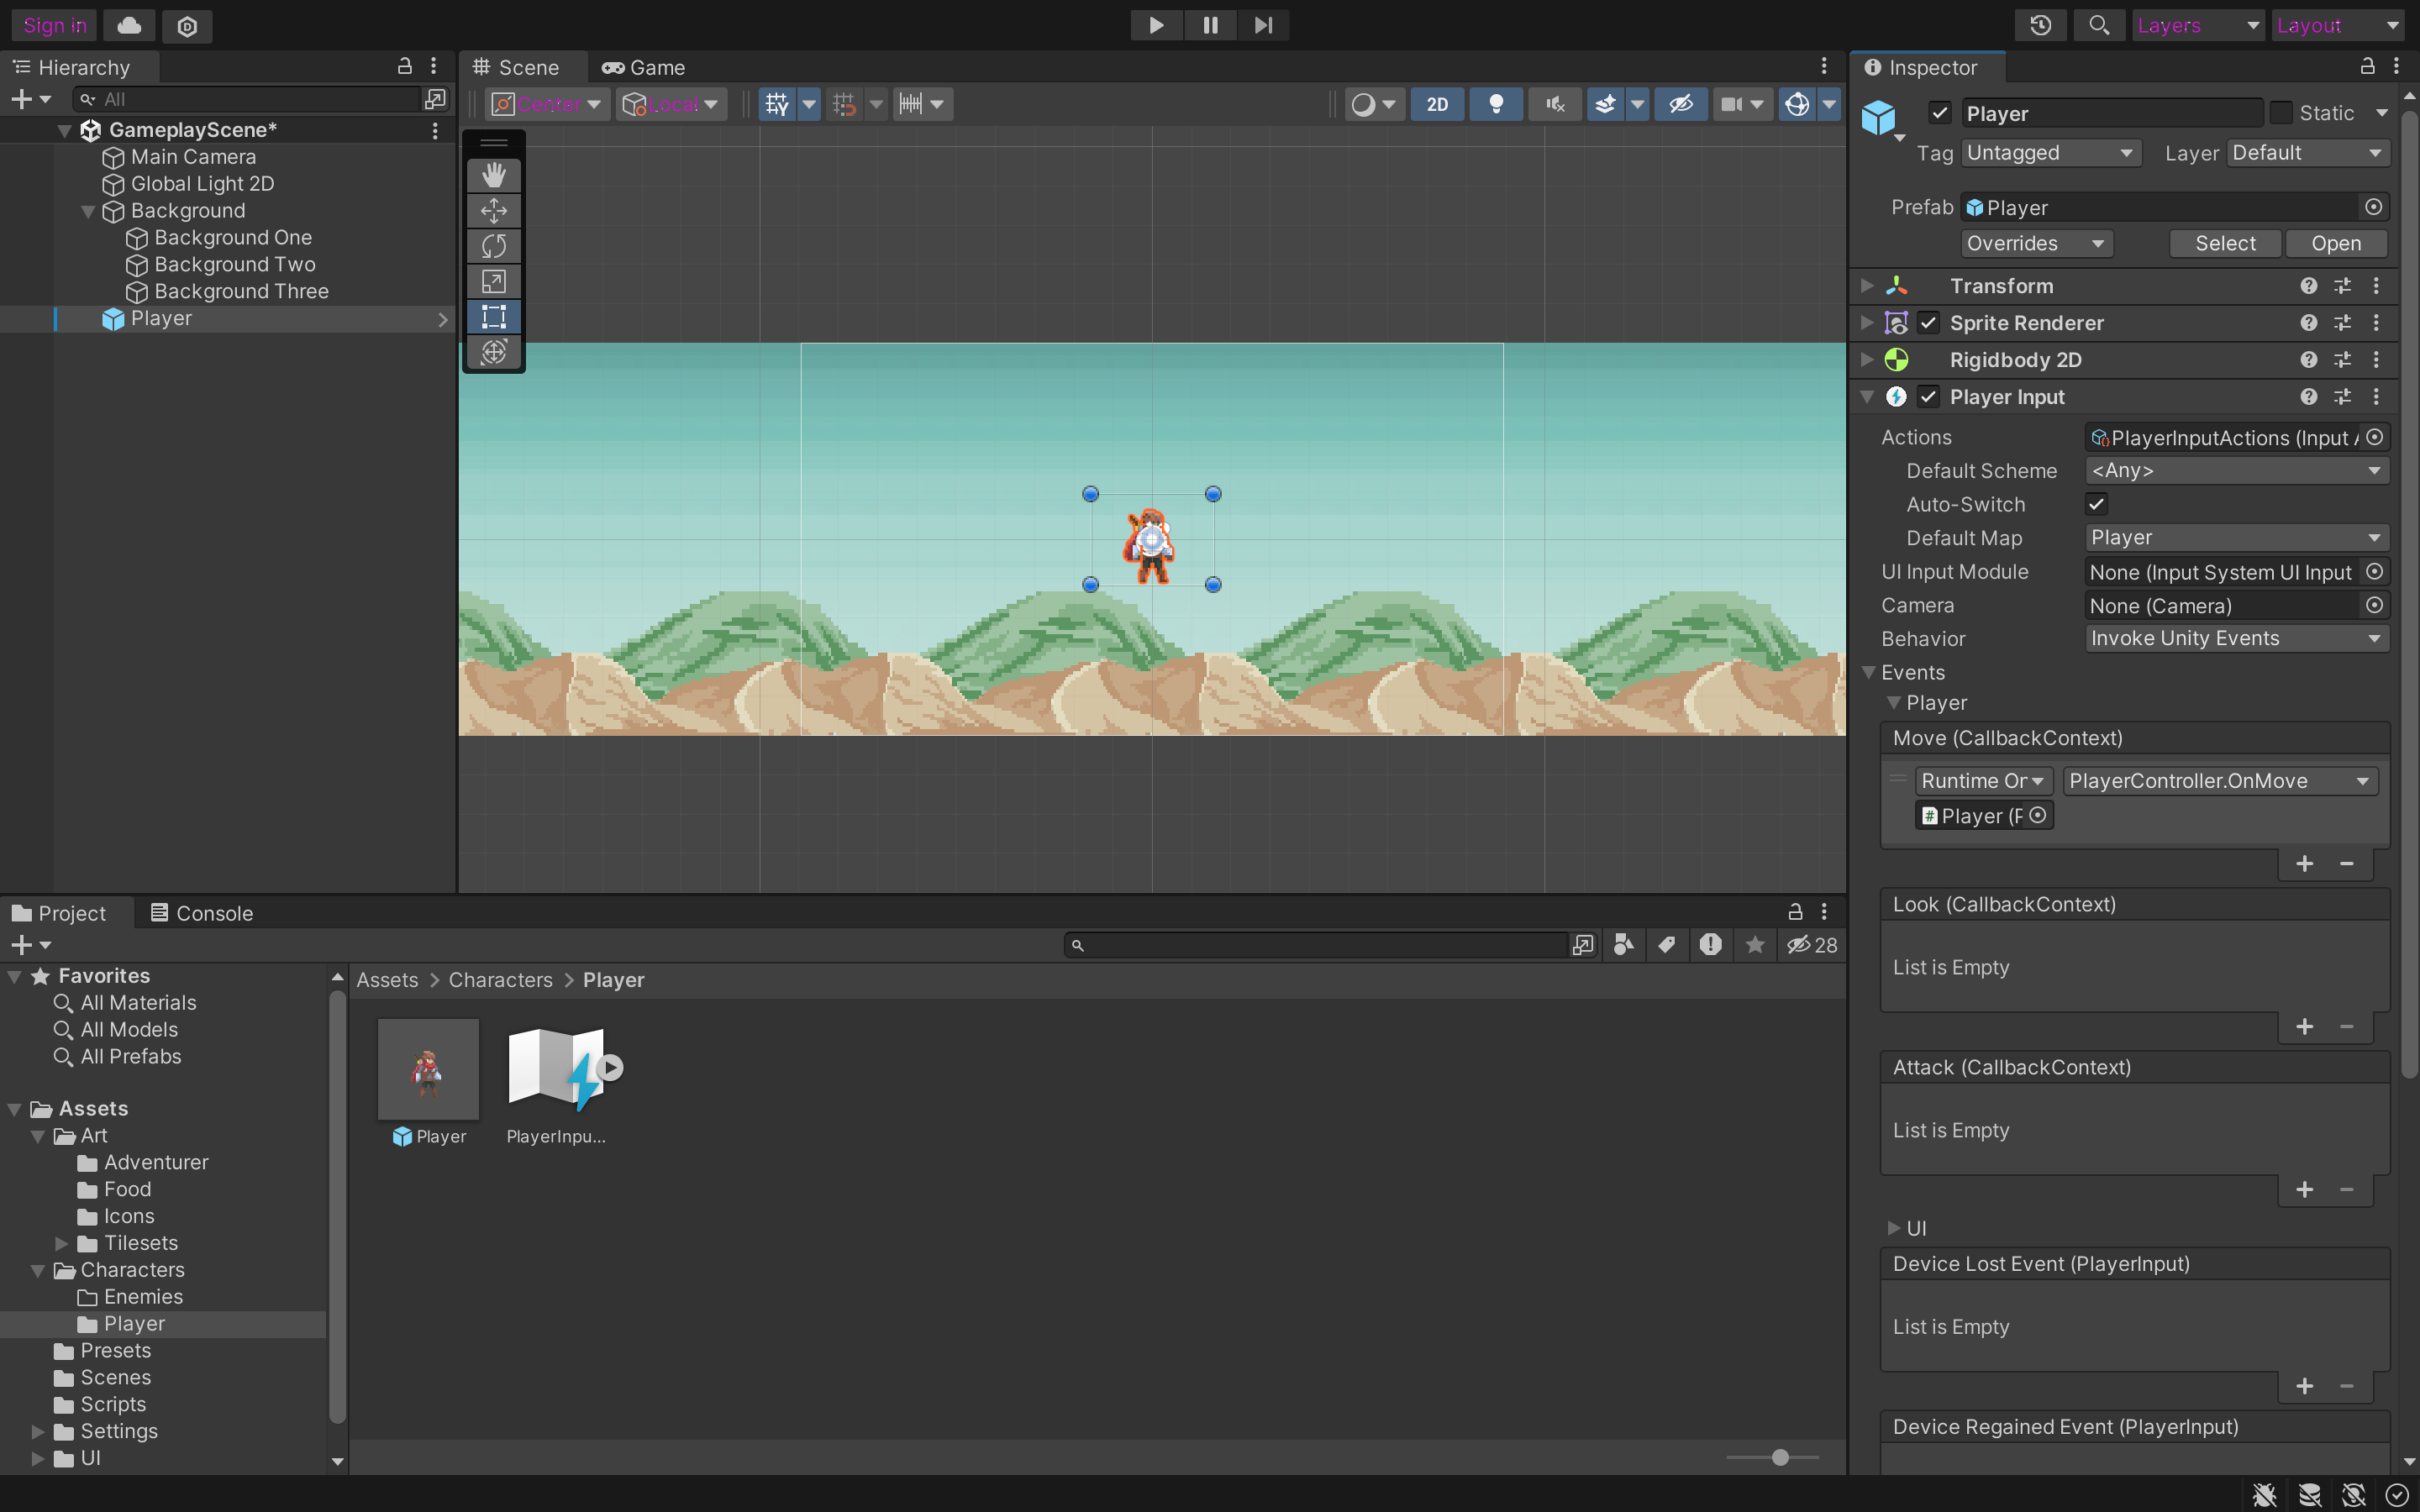 Sign in
Layers
Layout
Hierarchy
All
GameplayScene*
Main Camera
Global Light 2D
Background
Background One
Background Two
Background Three
Player
Scene
Game
Center
Local
2D
Inspector
Player
Static
Tag Untagged
Layer Default
Prefab Player
Overrides
Select
Open
Transform
Sprite Renderer
Rigidbody 2D
Player Input
Actions PlayerInputActions (Input A
Default Scheme <Any>
Auto-Switch
Default Map Player
UI Input Module None (Input System UI Input
Camera None (Camera)
Behavior Invoke Unity Events
Events
Player
Move (CallbackContext)
Runtime Or PlayerController.OnMove
Player (P
Look (CallbackContext)
List is Empty
Attack (CallbackContext)
List is Empty
UI
Device Lost Event (PlayerInput)
List is Empty
Device Regained Event (PlayerInput)
Project
Console
28
Favorites
All Materials
All Models
All Prefabs
Assets
Art
Adventurer
Food
Icons
Tilesets
Characters
Enemies
Player
Presets
Scenes
Scripts
Settings
UI
Assets > Characters > Player
Player
PlayerInpu...